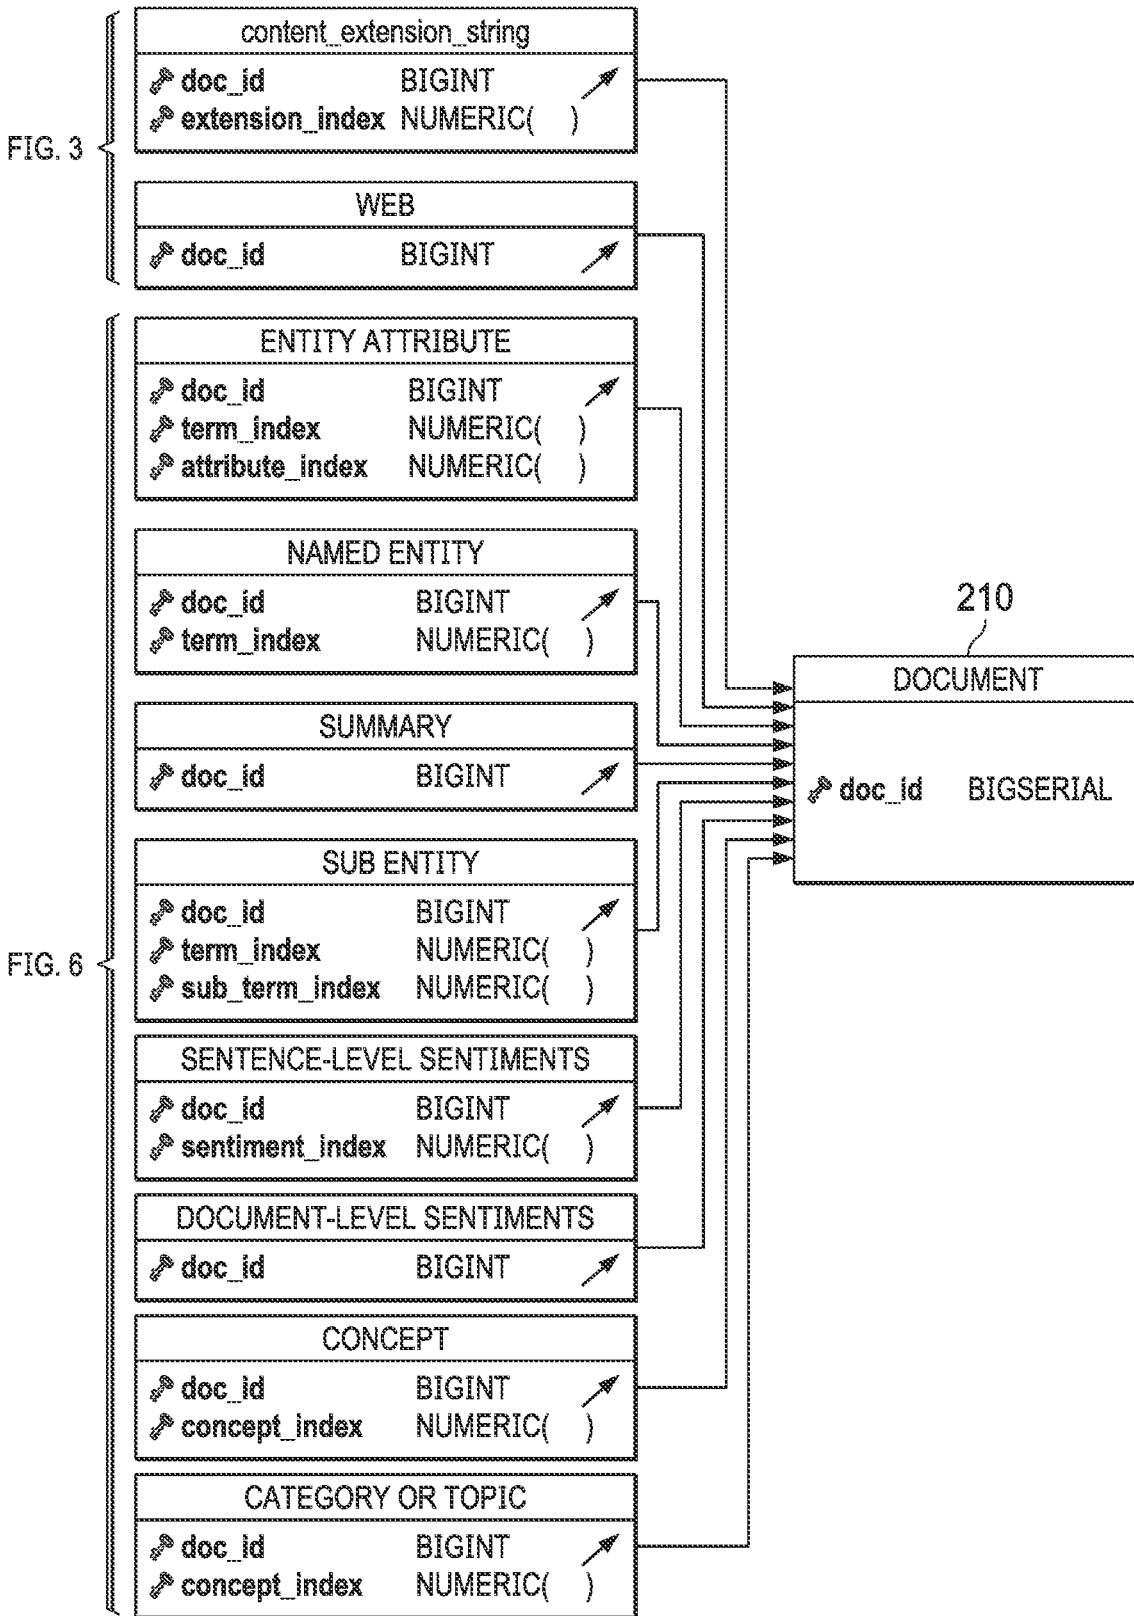 content_extension_string
doc_id BIGINT
extension_index NUMERIC( )
FIG. 3
WEB
doc_id BIGINT
ENTITY ATTRIBUTE
doc_id BIGINT
term_index NUMERIC( )
attribute_index NUMERIC( )
NAMED ENTITY
doc_id BIGINT
term_index NUMERIC( )
210
DOCUMENT
doc_id BIGSERIAL
SUMMARY
doc_id BIGINT
SUB ENTITY
doc_id BIGINT
term_index NUMERIC( )
sub_term_index NUMERIC( )
FIG. 6
SENTENCE-LEVEL SENTIMENTS
doc_id BIGINT
sentiment_index NUMERIC( )
DOCUMENT-LEVEL SENTIMENTS
doc_id BIGINT
CONCEPT
doc_id BIGINT
concept_index NUMERIC( )
CATEGORY OR TOPIC
doc_id BIGINT
concept_index NUMERIC( )